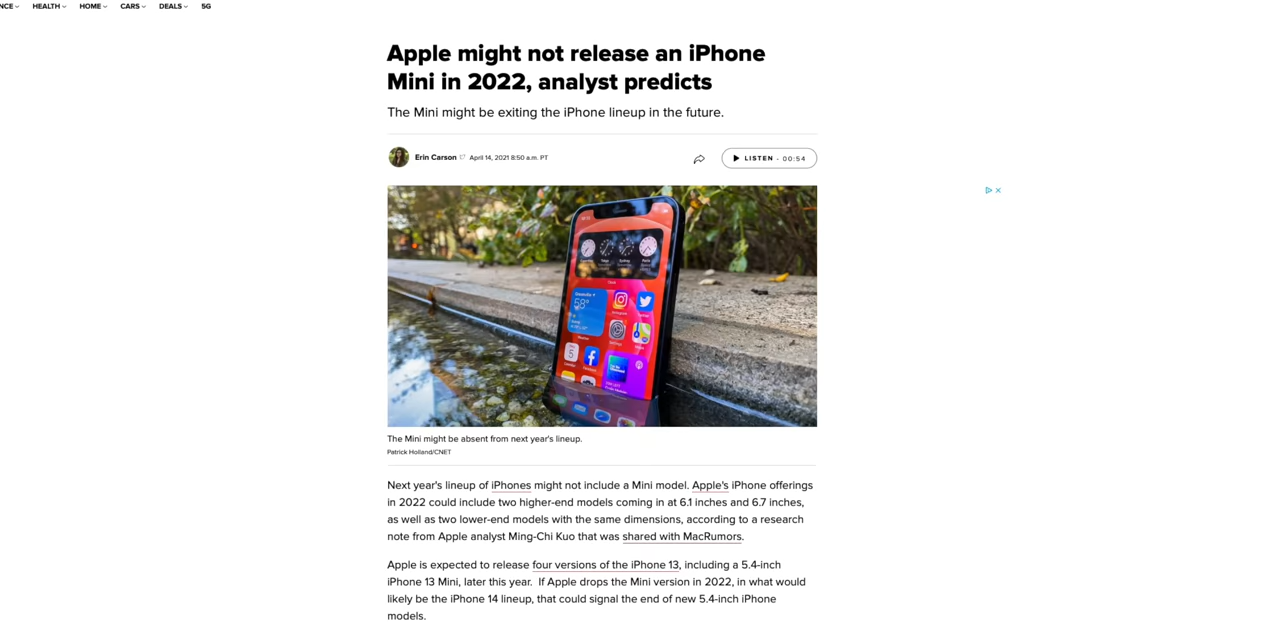 NCE
HEALTH
HOME
CARS
DEALS
5G
Apple might not release an iPhone
Mini in 2022, analyst predicts
The Mini might be exiting the iPhone lineup in the future.
Erin Carson
April 14, 2021 8:50 a.m. PT
LISTEN - 00:54
58°
Instagram
Settings
5
The Mini might be absent from next year's lineup.
Patrick Holland/CNET
Next year's lineup of iPhones might not include a Mini model. Apple's iPhone offerings
in 2022 could include two higher-end models coming in at 6.1 inches and 6.7 inches,
as well as two lower-end models with the same dimensions, according to a research
note from Apple analyst Ming-Chi Kuo that was shared with MacRumors.
Apple is expected to release four versions of the iPhone 13, including a 5.4-inch
iPhone 13 Mini, later this year. If Apple drops the Mini version in 2022, in what would
likely be the iPhone 14 lineup, that could signal the end of new 5.4-inch iPhone
models.